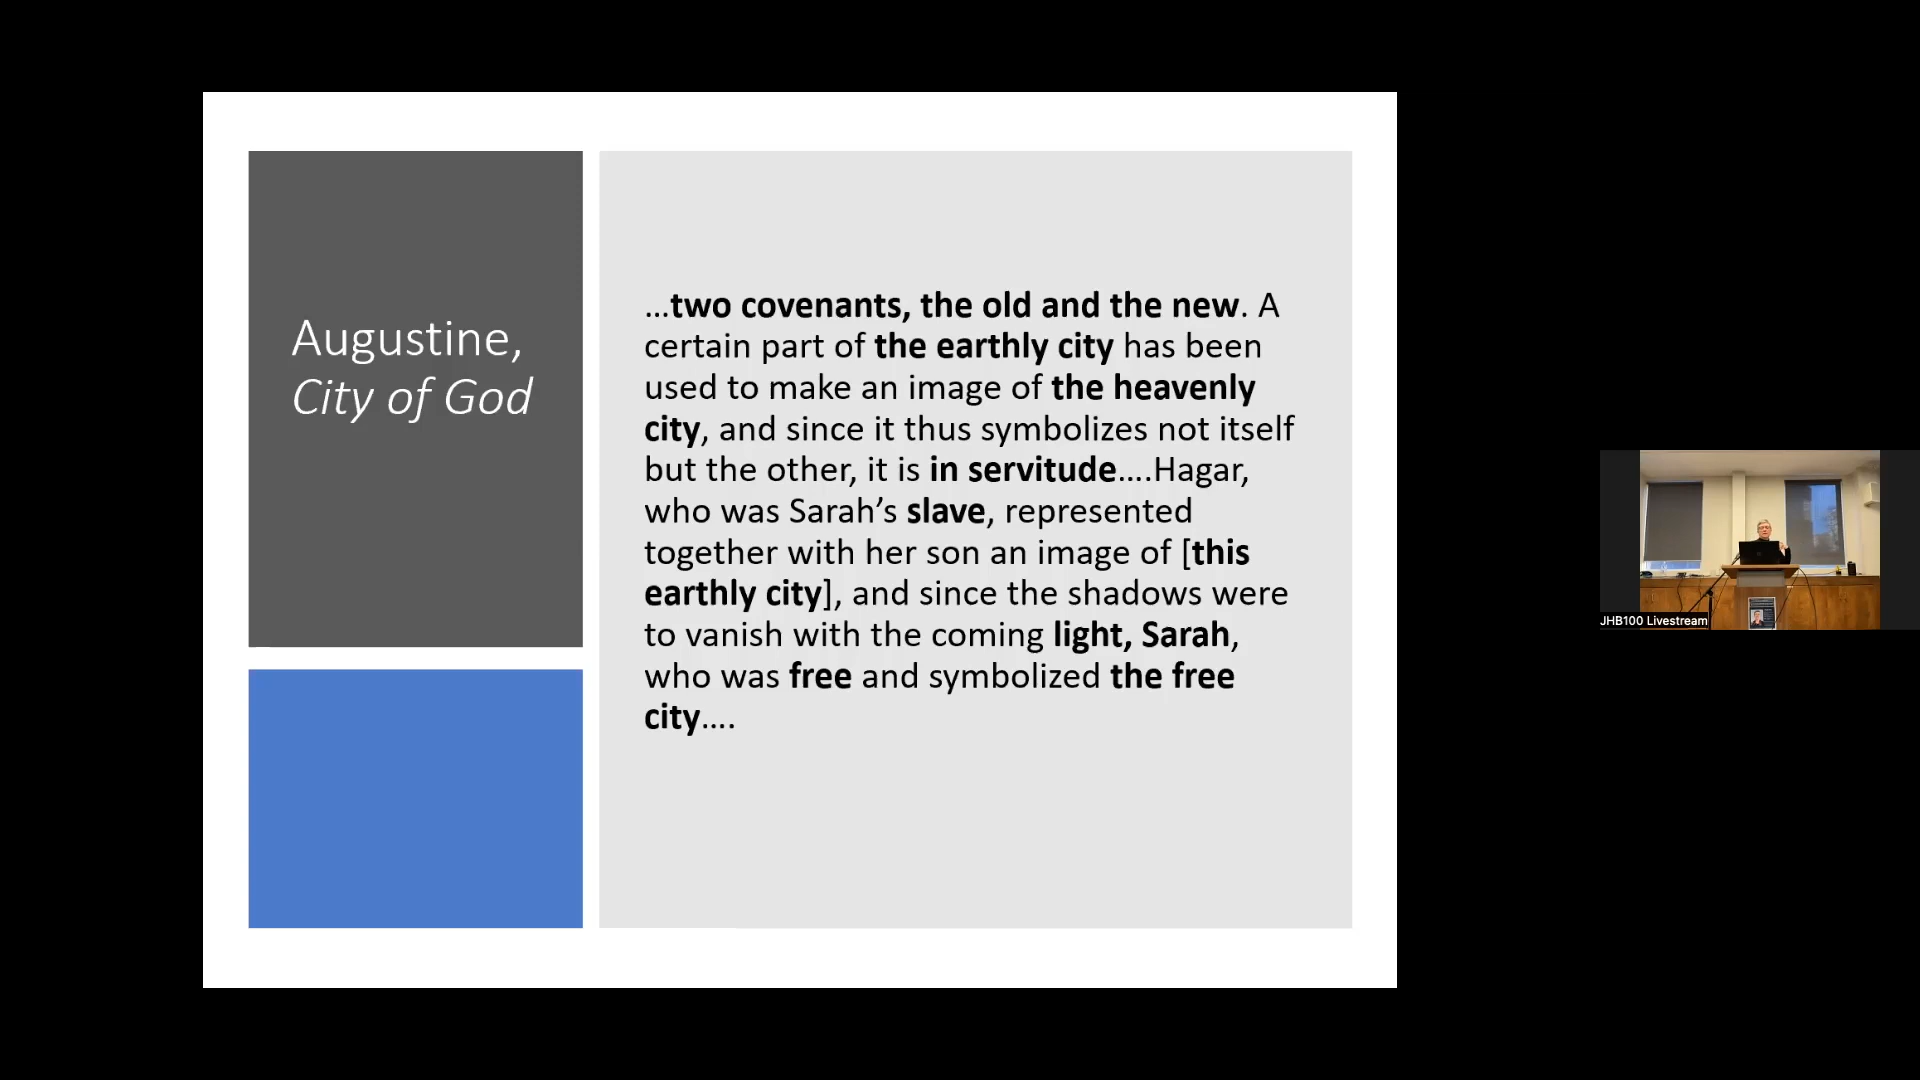 Augustine,
City of God
…two covenants, the old and the new. A
certain part of the earthly city has been
used to make an image of the heavenly
city, and since it thus symbolizes not itself
but the other, it is in servitude….Hagar,
who was Sarah’s slave, represented
together with her son an image of [this
earthly city], and since the shadows were
to vanish with the coming light, Sarah,
who was free and symbolized the free
city….
JHB100 Livestream